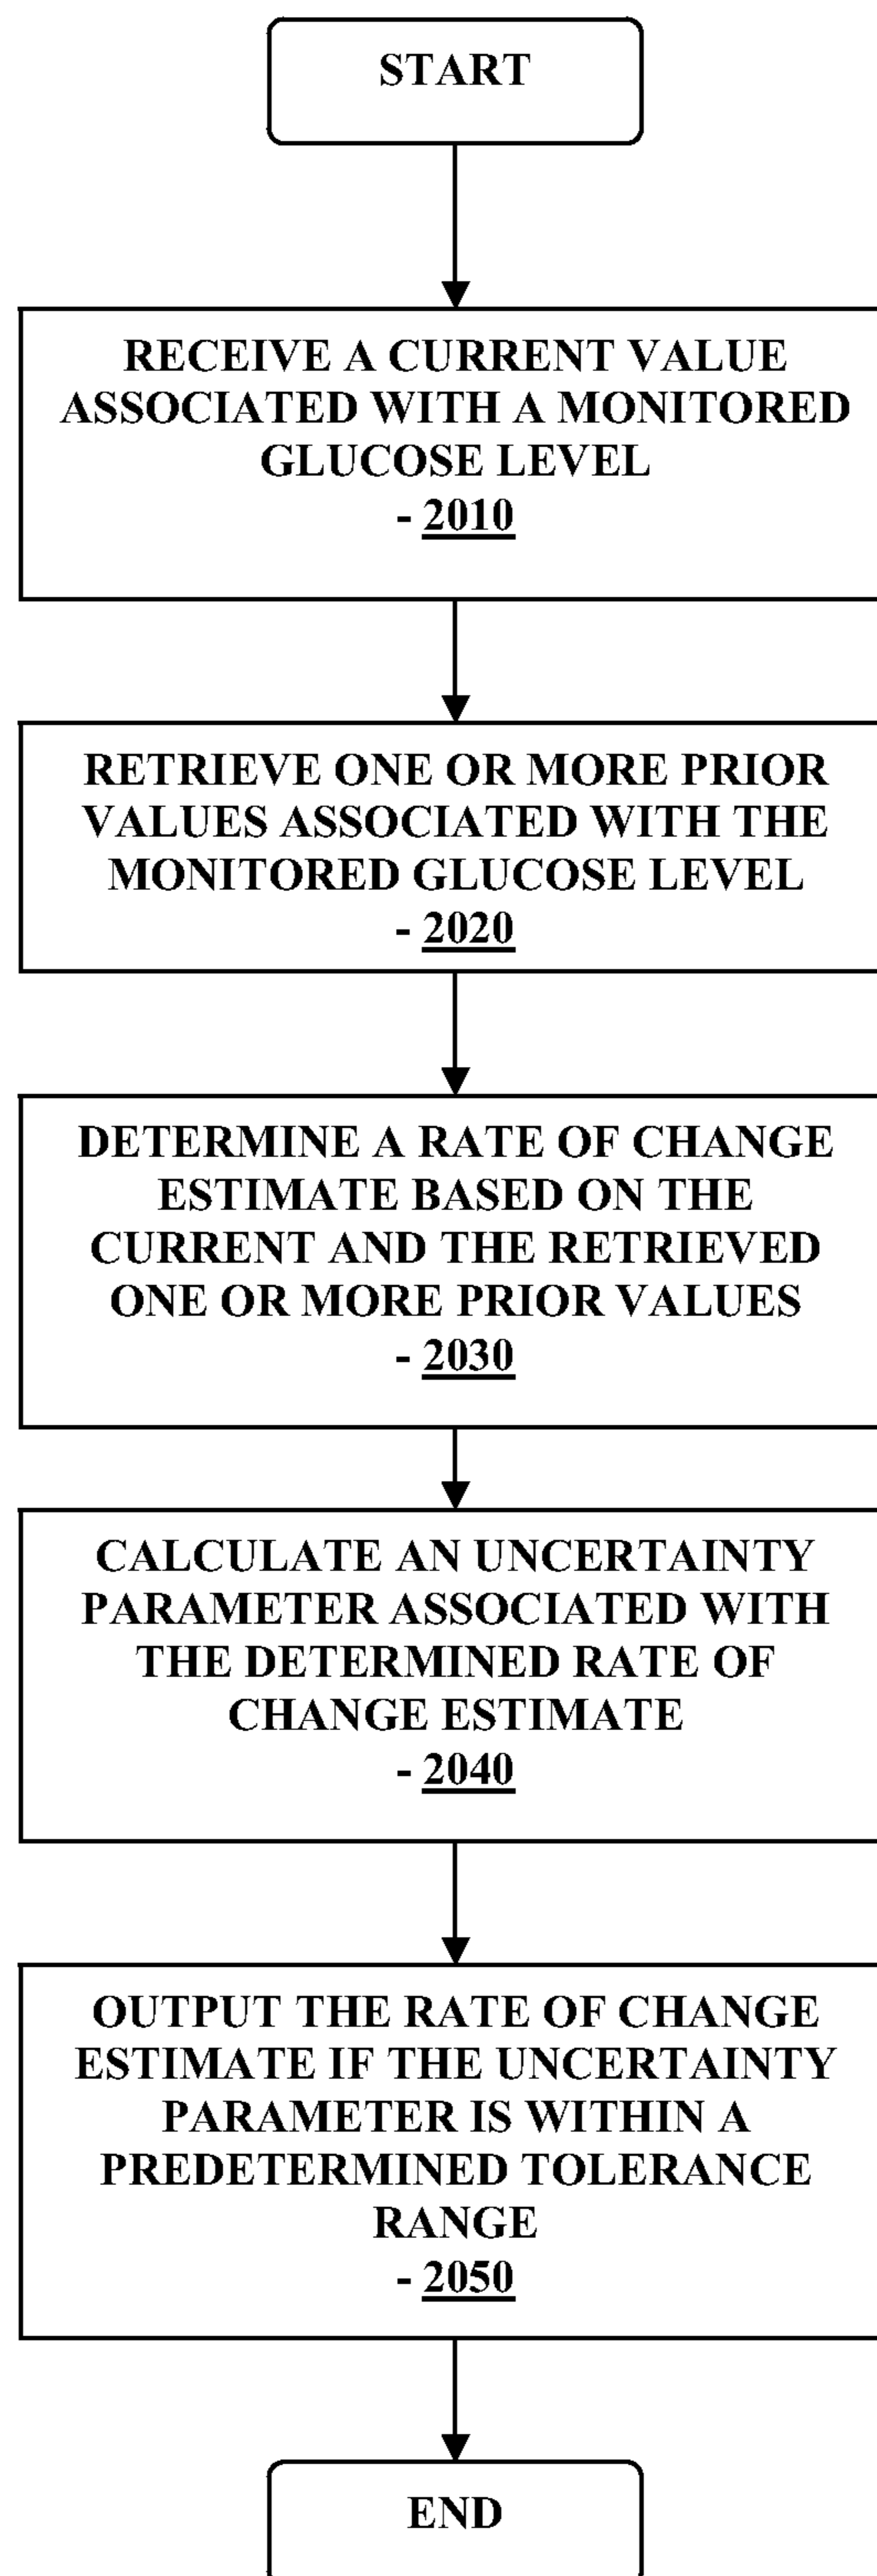 START
RECEIVE A CURRENT VALUE
ASSOCIATED WITH A MONITORED
GLUCOSE LEVEL
- 2010
RETRIEVE ONE OR MORE PRIOR
VALUES ASSOCIATED WITH THE
MONITORED GLUCOSE LEVEL
- 2020
DETERMINE A RATE OF CHANGE
ESTIMATE BASED ON THE
CURRENT AND THE RETRIEVED
ONE OR MORE PRIOR VALUES
- 2030
CALCULATE AN UNCERTAINTY
PARAMETER ASSOCIATED WITH
THE DETERMINED RATE OF
CHANGE ESTIMATE
- 2040
OUTPUT THE RATE OF CHANGE
ESTIMATE IF THE UNCERTAINTY
PARAMETER IS WITHIN A
PREDETERMINED TOLERANCE
RANGE
- 2050
END